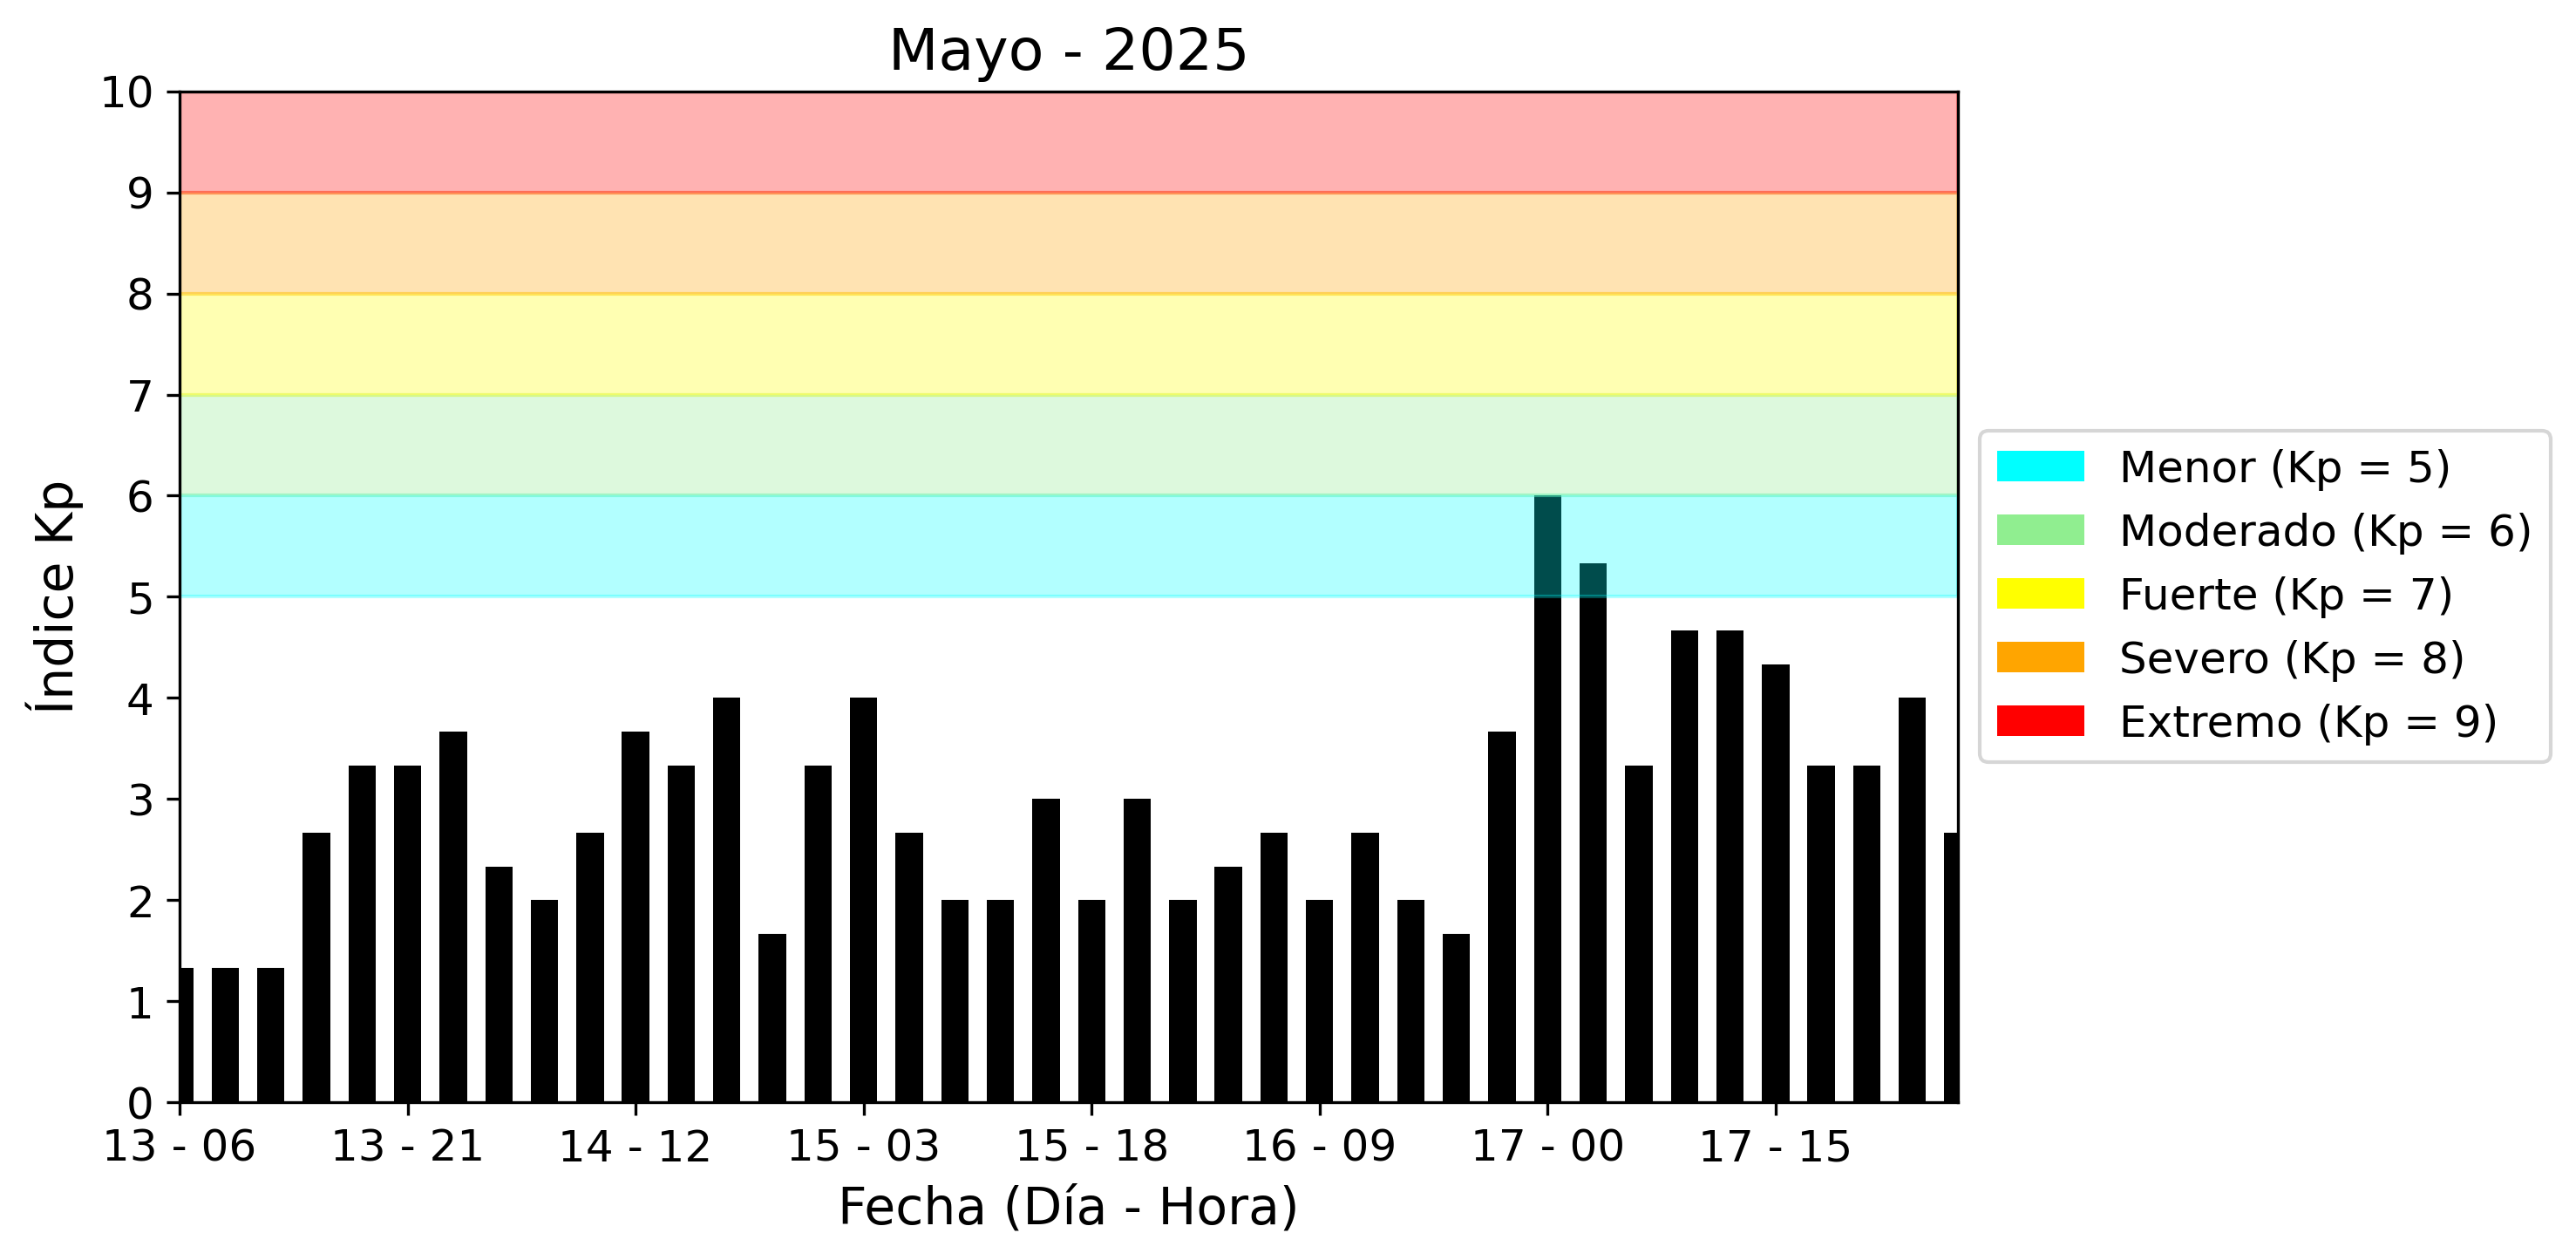 Mayo - 2025
10
9
8
7
6
5
4
3
2
1
0
Índice Kp
13 - 06
13 - 21
14 - 12
15 - 03
15 - 18
16 - 09
17 - 00
17 - 15
Fecha (Día - Hora)
Menor (Kp = 5)
Moderado (Kp = 6)
Fuerte (Kp = 7)
Severo (Kp = 8)
Extremo (Kp = 9)